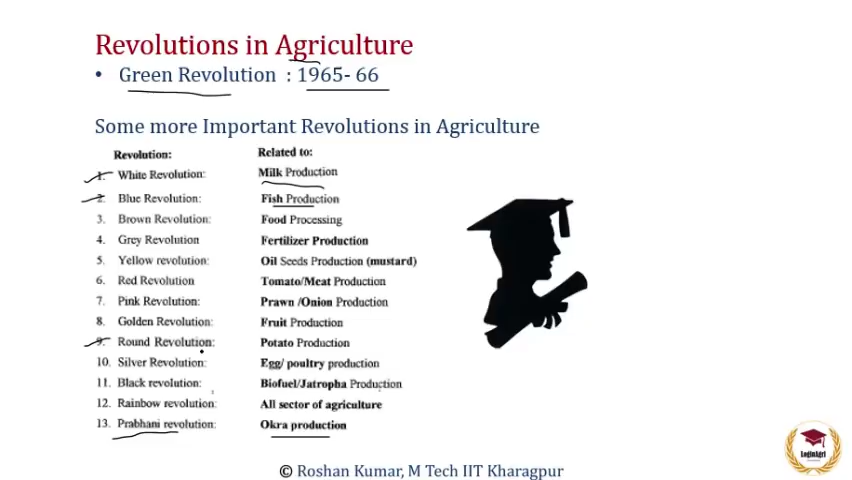 Revolutions in Agriculture
• Green Revolution : 1965- 66
Some more Important Revolutions in Agriculture
Revolution: Related to:
1. White Revolution: Milk Production
2. Blue Revolution: Fish Production
3. Brown Revolution: Food Processing
4. Grey Revolution Fertilizer Production
5. Yellow revolution: Oil Seeds Production (mustard)
6. Red Revolution Tomato/Meat Production
7. Pink Revolution: Prawn /Onion Production
8. Golden Revolution: Fruit Production
9. Round Revolution: Potato Production
10. Silver Revolution: Egg/ poultry production
11. Black revolution: Biofuel/Jatropha Production
12. Rainbow revolution: All sector of agriculture
13. Prabhani revolution: Okra production
© Roshan Kumar, M Tech IIT Kharagpur
LoginAgri